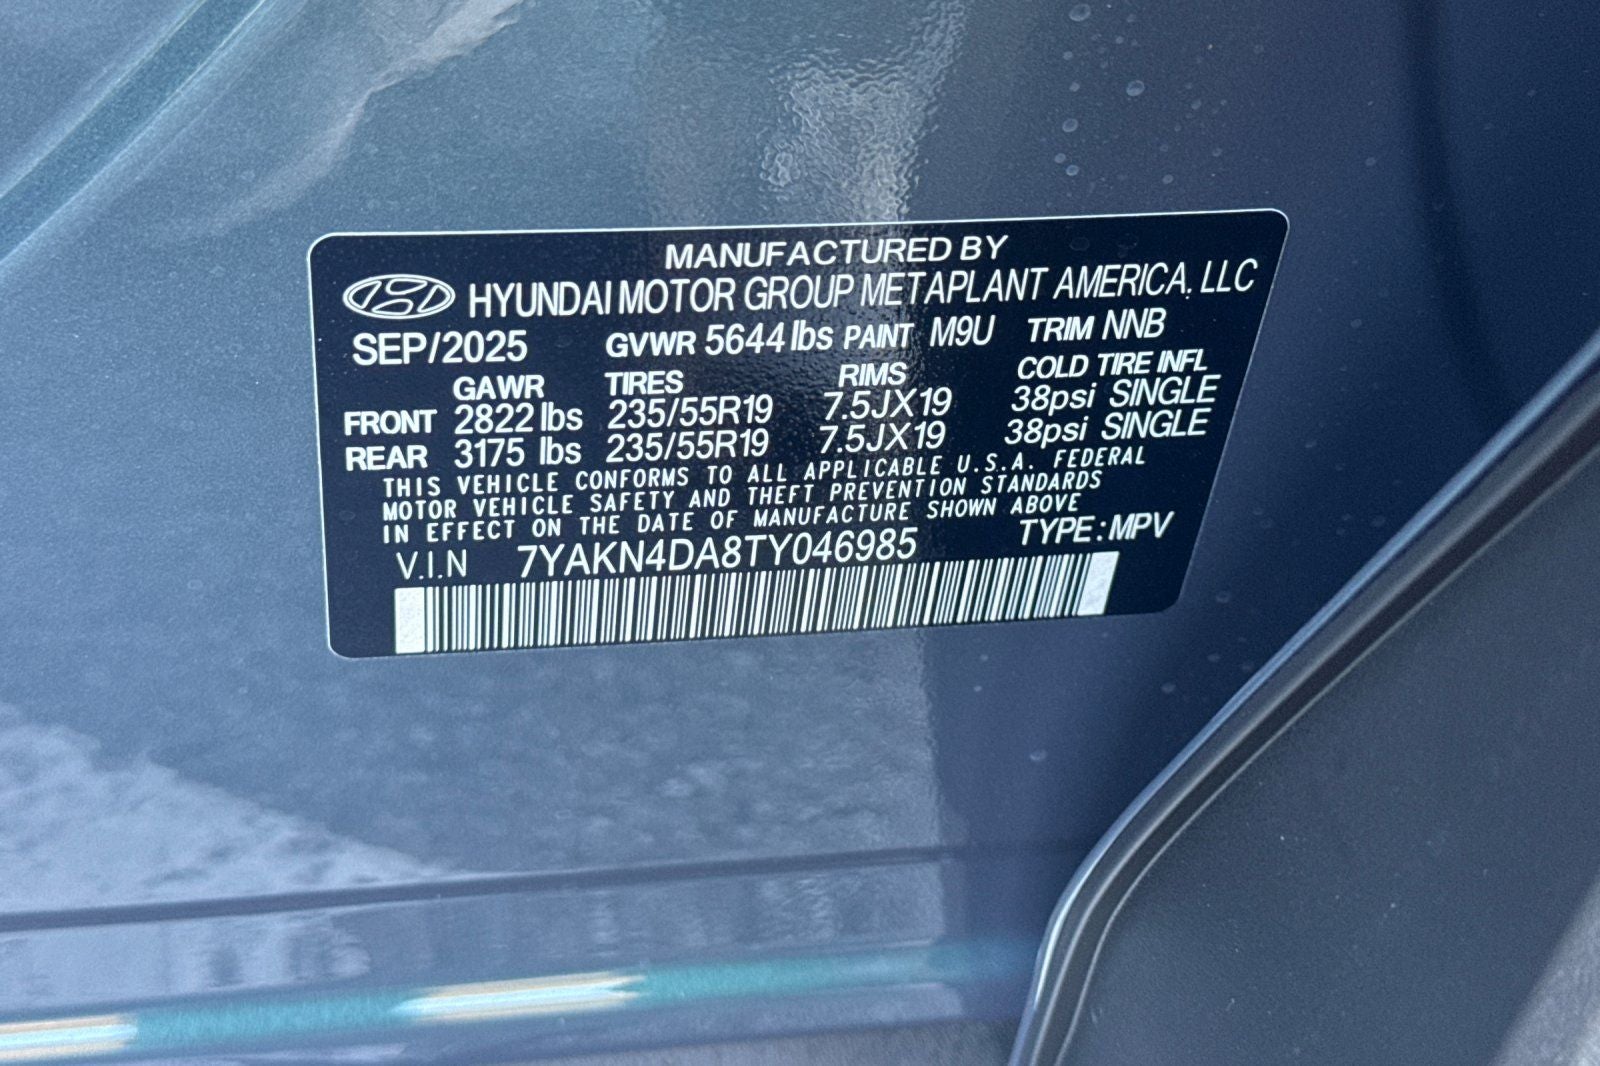 MANUFACTURED BY
HYUNDAI MOTOR GROUP METAPLANT AMERICA, LLC
SEP/2025 GVWR 5644 lbs PAINT M9U TRIM NNB
GAWR TIRES RIMS COLD TIRE INFL
FRONT 2822 lbs 235/55R19 7.5JX19 38psi SINGLE
REAR 3175 lbs 235/55R19 7.5JX19 38psi SINGLE
THIS VEHICLE CONFORMS TO ALL APPLICABLE U.S.A. FEDERAL
MOTOR VEHICLE SAFETY AND THEFT PREVENTION STANDARDS
IN EFFECT ON THE DATE OF MANUFACTURE SHOWN ABOVE
V.I.N 7YAKN4DA8TY046985 TYPE: MPV